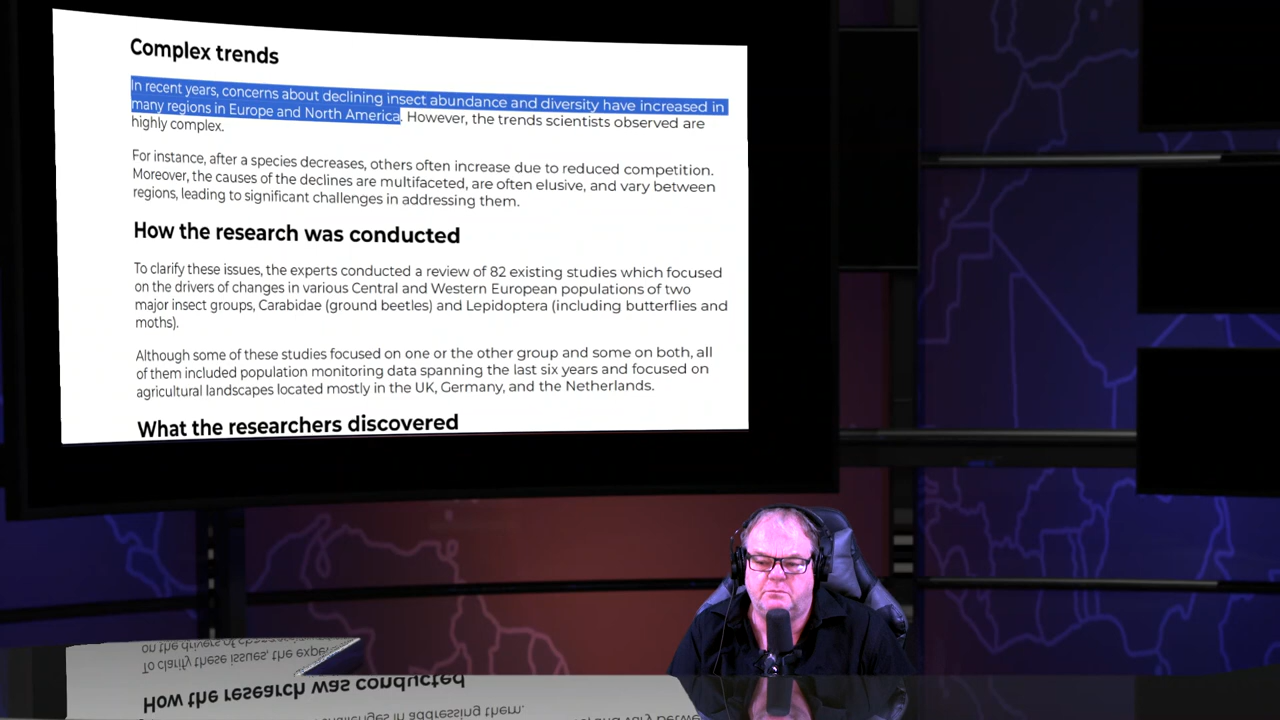 Complex trends
In recent years, concerns about declining insect abundance and diversity have increased in
many regions in Europe and North America. However, the trends scientists observed are
highly complex.
For instance, after a species decreases, others often increase due to reduced competition.
Moreover, the causes of the declines are multifaceted, are often elusive, and vary between
regions, leading to significant challenges in addressing them.
How the research was conducted
To clarify these issues, the experts conducted a review of 82 existing studies which focused
on the drivers of changes in various Central and Western European populations of two
major insect groups, Carabidae (ground beetles) and Lepidoptera (including butterflies and
moths).
Although some of these studies focused on one or the other group and some on both, all
of them included population monitoring data spanning the last six years and focused on
agricultural landscapes located mostly in the UK, Germany, and the Netherlands.
What the researchers discovered